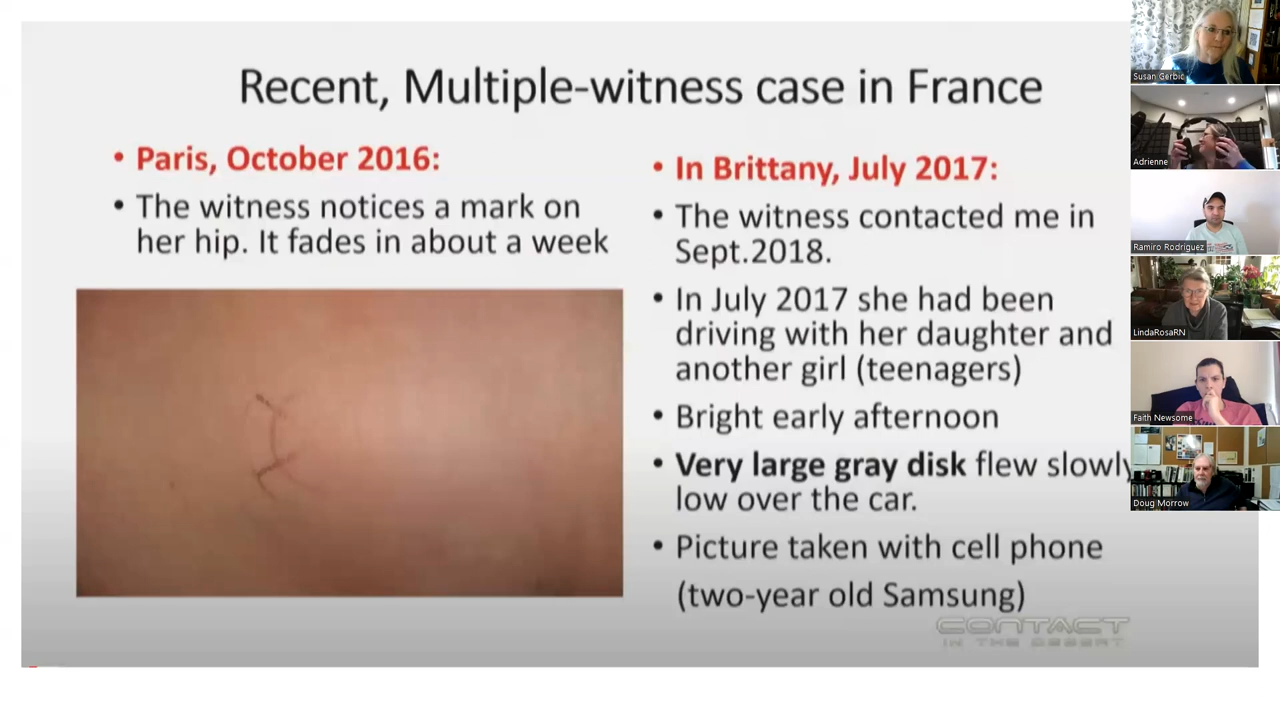 Recent, Multiple-witness case in France
• Paris, October 2016:
• The witness notices a mark on
her hip. It fades in about a week
• In Brittany, July 2017:
• The witness contacted me in
Sept.2018.
• In July 2017 she had been
driving with her daughter and
another girl (teenagers)
• Bright early afternoon
• Very large gray disk flew slowly
low over the car.
• Picture taken with cell phone
(two-year old Samsung)
CONTACT
IN THE DESERT
Susan Gerbic
Adrienne
Ramiro Rodriguez
LindaRosaRN
Faith Newsome
Doug Morrow